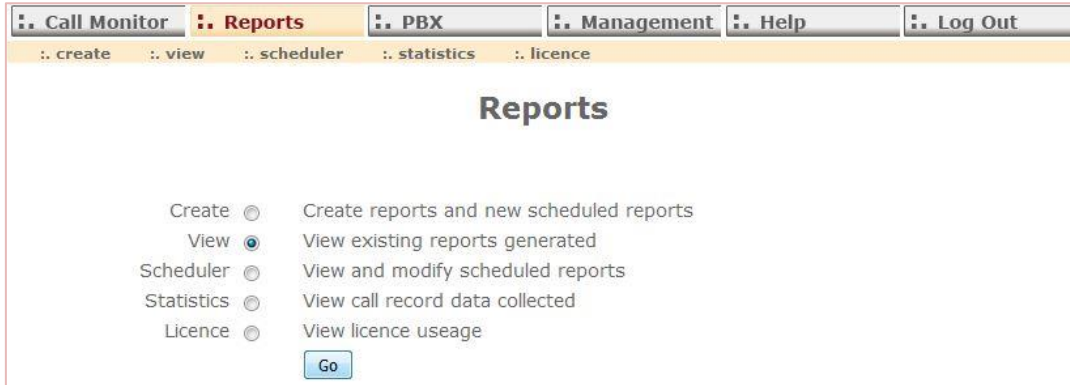 :. Call Monitor :. Reports :. PBX :. Management :. Help :. Log Out
:. create :. view :. scheduler :. statistics :. licence
Reports
Create Create reports and new scheduled reports
View View existing reports generated
Scheduler View and modify scheduled reports
Statistics View call record data collected
Licence View licence useage
Go